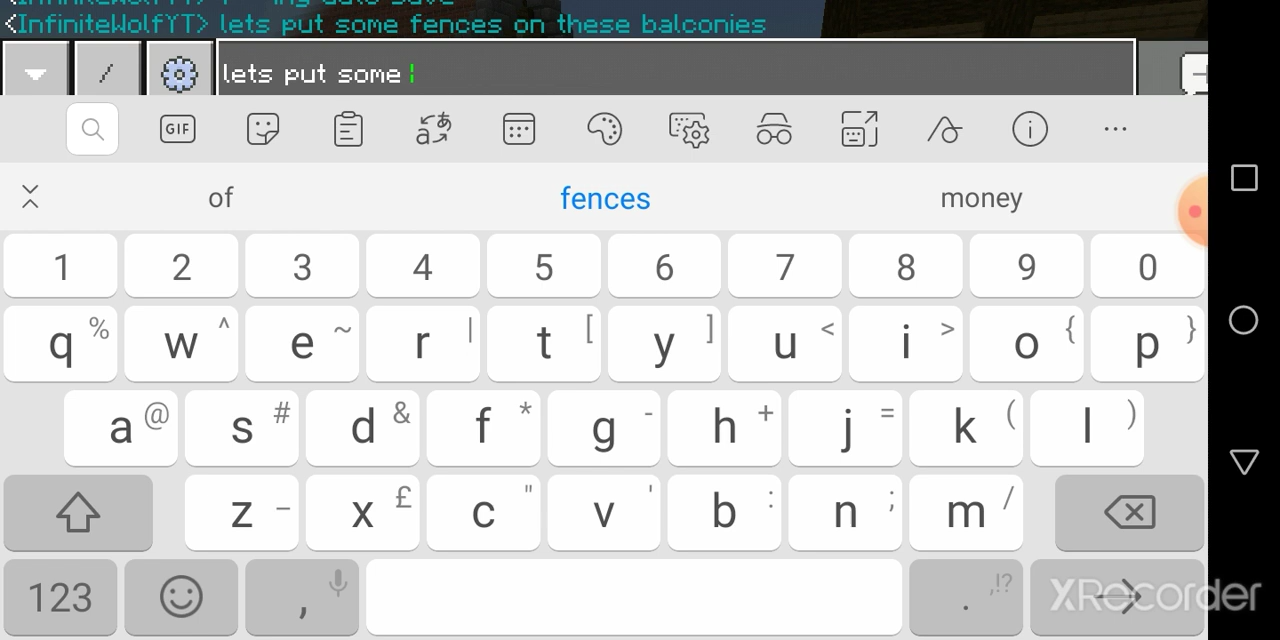 <InfiniteWolfYT> lets put some fences on these balconies
/ lets put some
GIF
of fences money
1 2 3 4 5 6 7 8 9 0
q % w ^ e ~ r | t [ y ] u < i > o { p }
a @ s # d & f * g - h + j = k ( l )
z _ x £ c " v ' b : n ; m /
123 , . ,!?
XRecorder